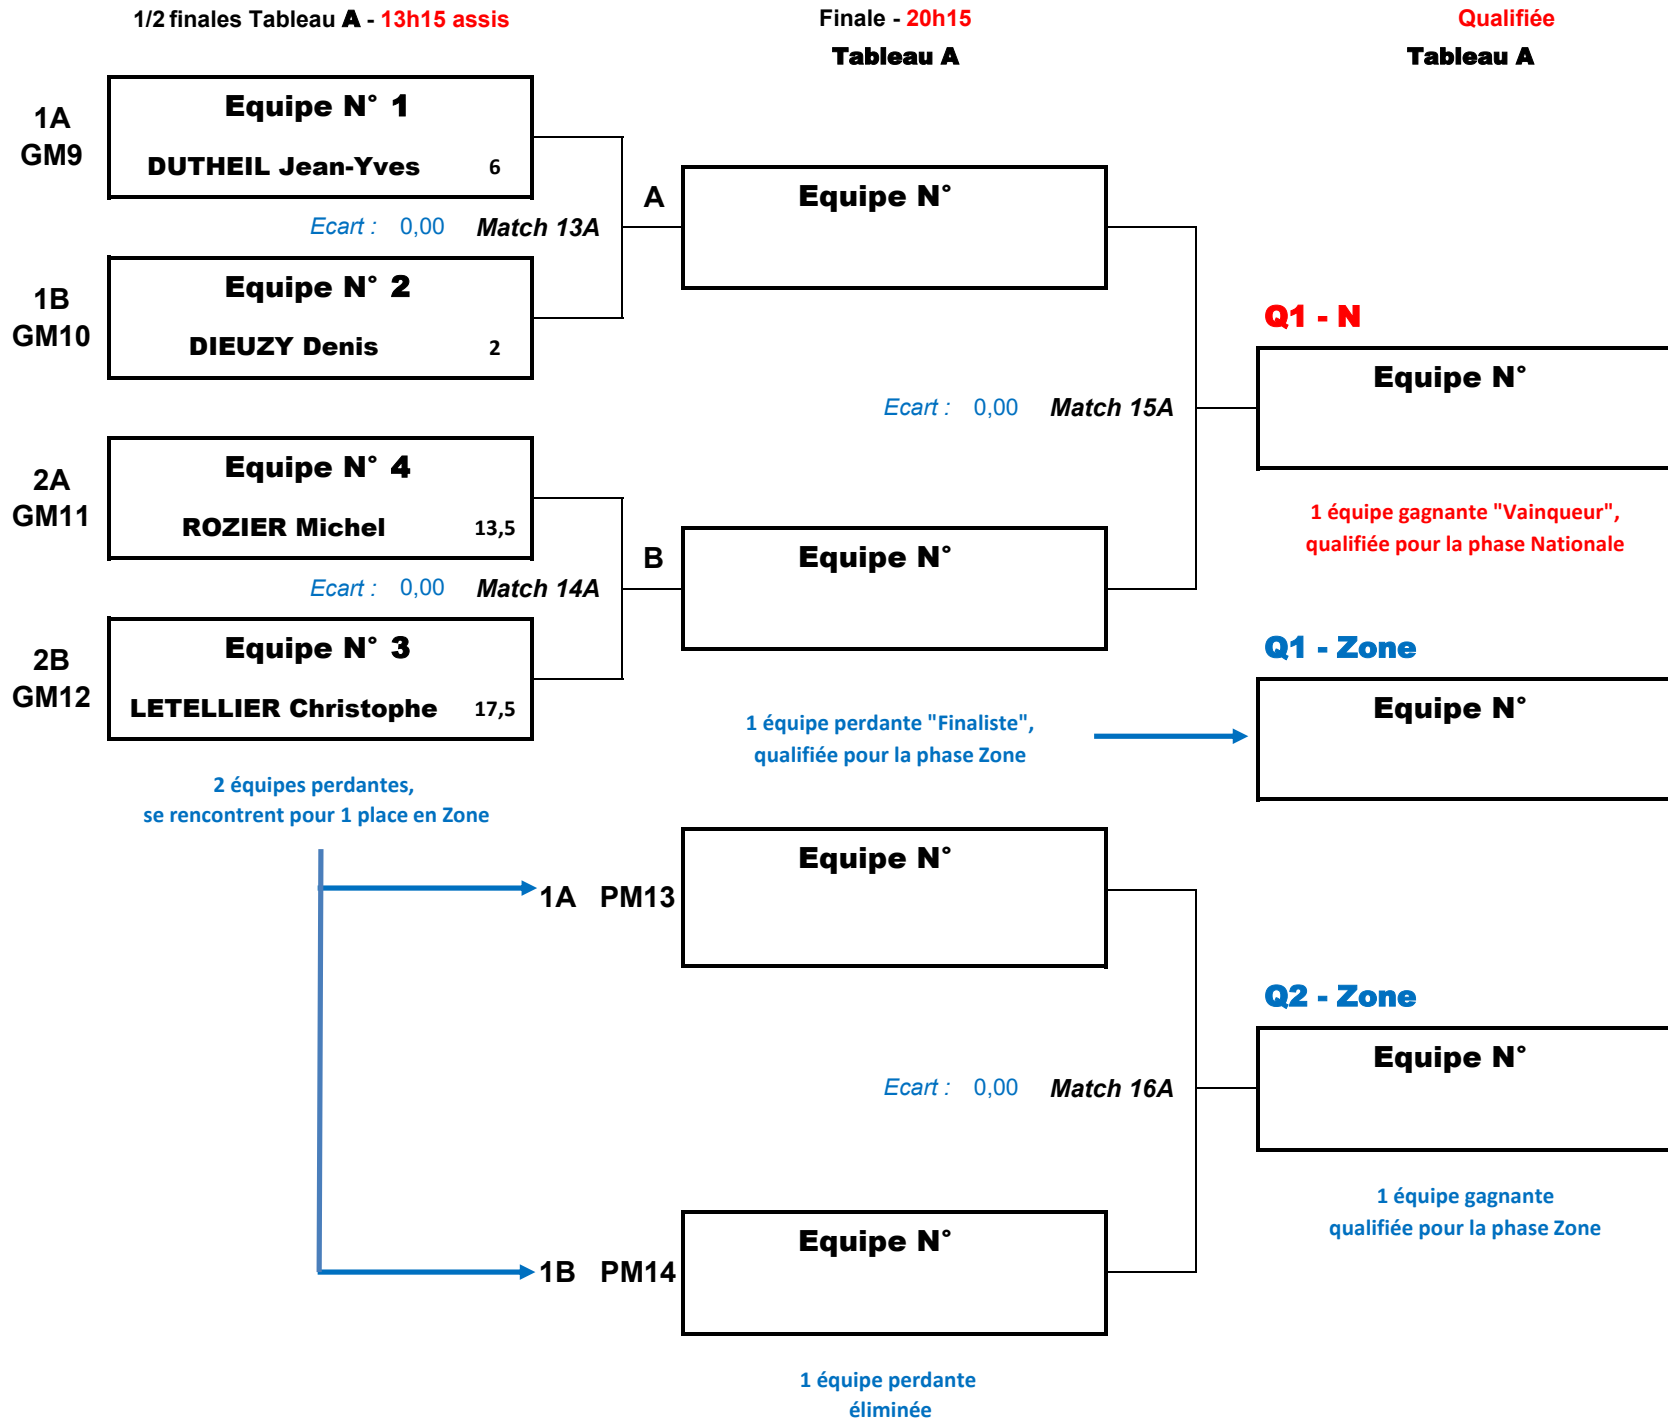 1/2 finales Tableau A - 13h15 assis
Finale - 20h15
Qualifiée
Tableau A
Tableau A
1A
GM9
Equipe N° 1
DUTHEIL Jean-Yves 6
Ecart : 0,00 Match 13A
1B
GM10
Equipe N° 2
DIEUZY Denis 2
A
Equipe N°
2A
GM11
Equipe N° 4
ROZIER Michel 13,5
Ecart : 0,00 Match 14A
2B
GM12
Equipe N° 3
LETELLIER Christophe 17,5
B
Equipe N°
Ecart : 0,00 Match 15A
Q1 - N
Equipe N°
1 équipe gagnante "Vainqueur",
qualifiée pour la phase Nationale
1 équipe perdante "Finaliste",
qualifiée pour la phase Zone
Q1 - Zone
Equipe N°
2 équipes perdantes,
se rencontrent pour 1 place en Zone
1A PM13
Equipe N°
Ecart : 0,00 Match 16A
1B PM14
Equipe N°
Q2 - Zone
Equipe N°
1 équipe gagnante
qualifiée pour la phase Zone
1 équipe perdante
éliminée